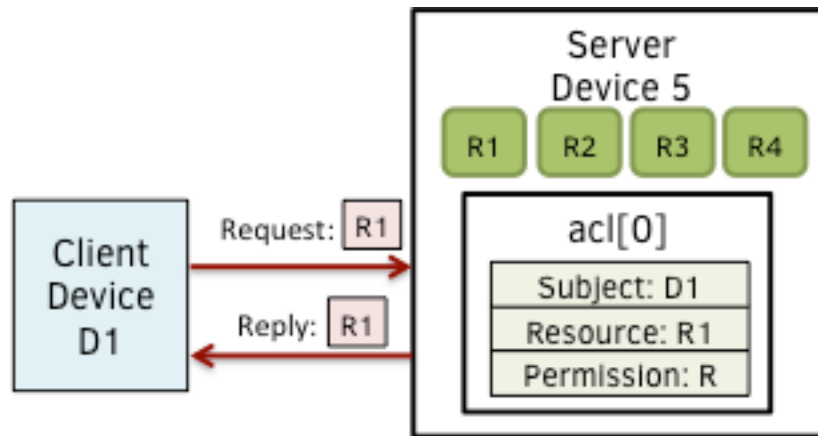 Server
Device 5
R1 R2 R3 R4
Client
Device
D1
Request: R1
Reply: R1
acl[0]
Subject: D1
Resource: R1
Permission: R